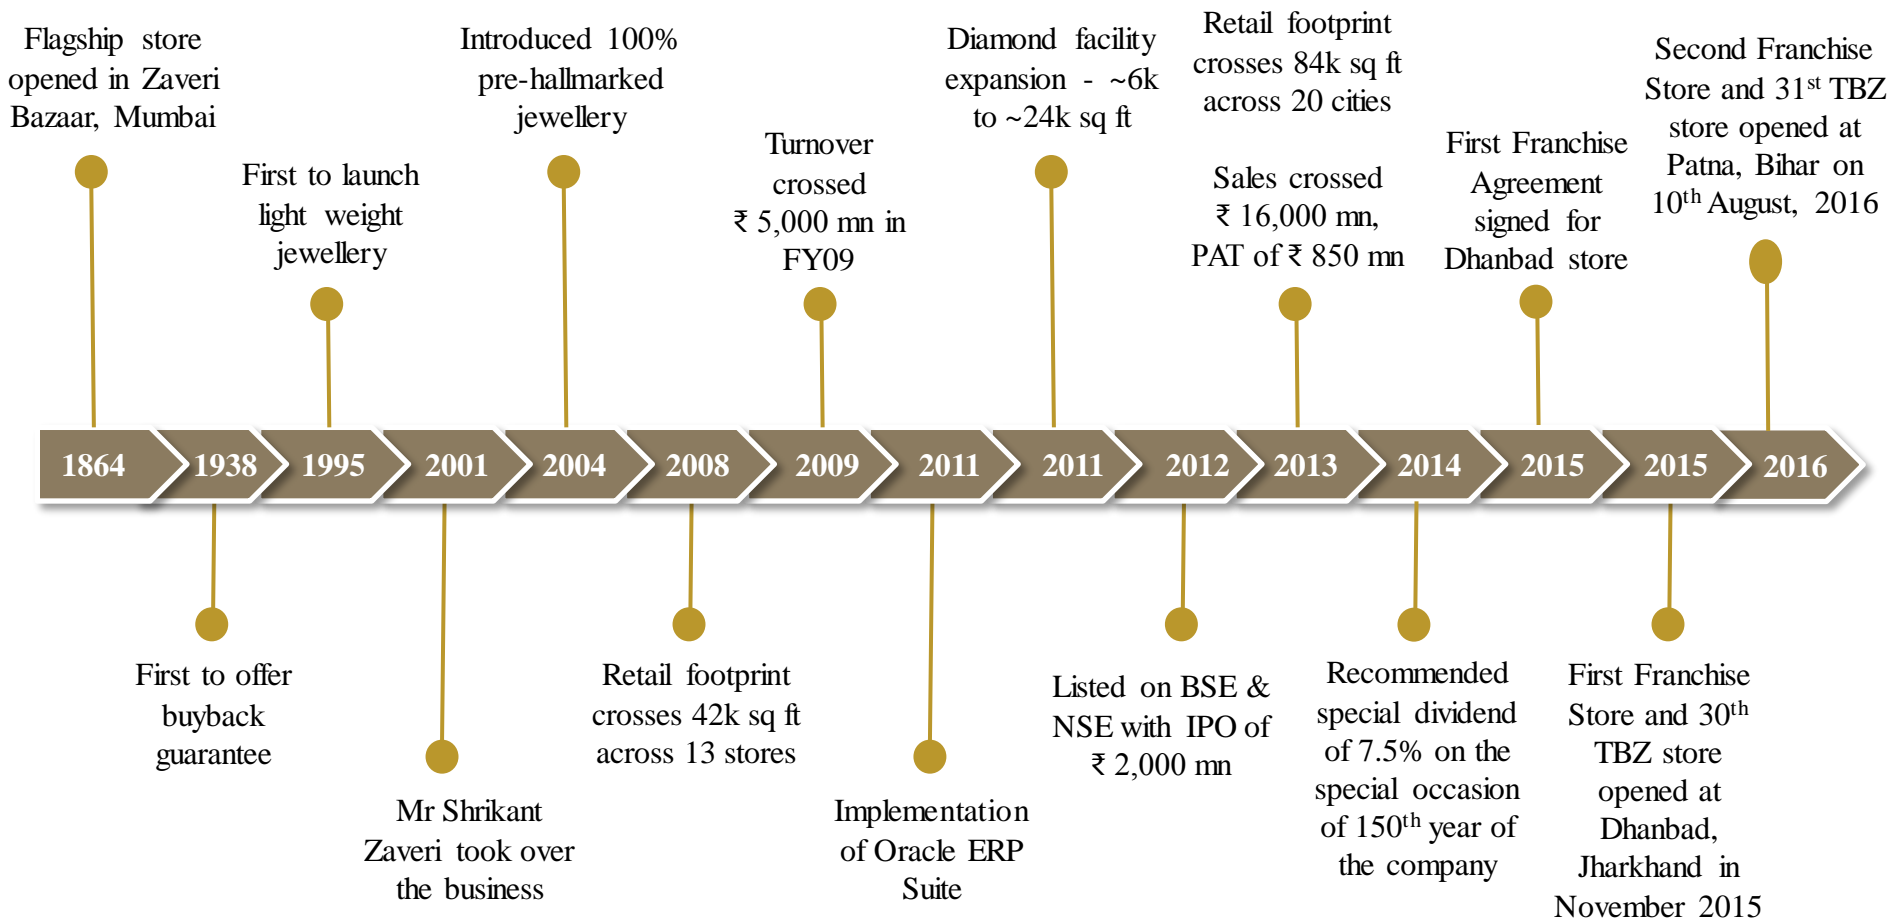 Flagship store
opened in Zaveri
Bazaar, Mumbai
First to launch
light weight
jewellery
Introduced 100%
pre-hallmarked
jewellery
Turnover
crossed
₹ 5,000 mn in
FY09
Diamond facility
expansion - ~6k
to ~24k sq ft
Retail footprint
crosses 84k sq ft
across 20 cities
Sales crossed
₹ 16,000 mn,
PAT of ₹ 850 mn
First Franchise
Agreement
signed for
Dhanbad store
Second Franchise
Store and 31st TBZ
store opened at
Patna, Bihar on
10th August, 2016
1864 1938 1995 2001 2004 2008 2009 2011 2011 2012 2013 2014 2015 2015 2016
First to offer
buyback
guarantee
Mr Shrikant
Zaveri took over
the business
Retail footprint
crosses 42k sq ft
across 13 stores
Implementation
of Oracle ERP
Suite
Listed on BSE &
NSE with IPO of
₹ 2,000 mn
Recommended
special dividend
of 7.5% on the
special occasion
of 150th year of
the company
First Franchise
Store and 30th
TBZ store
opened at
Dhanbad,
Jharkhand in
November 2015